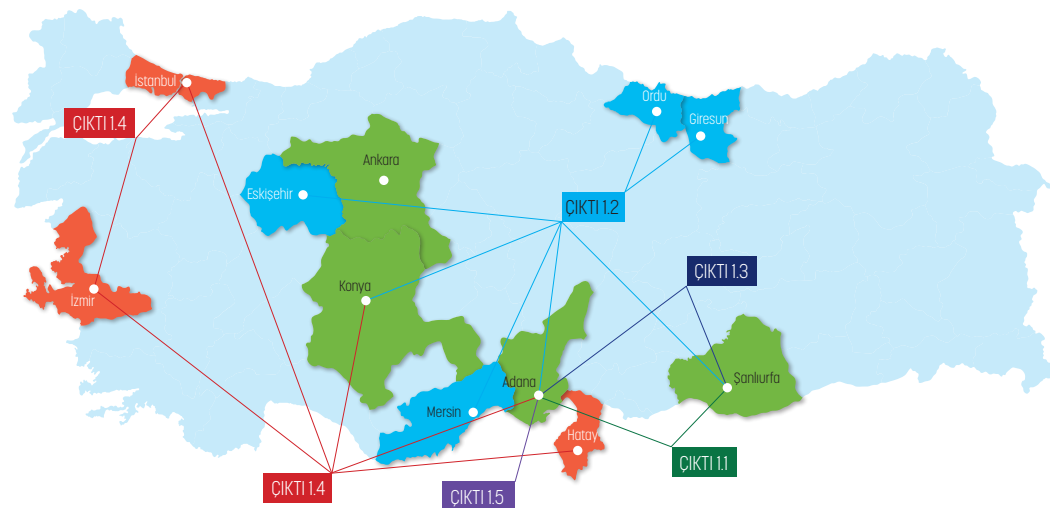 İstanbul
ÇIKTI 1.4
Ordu
Giresun
Ankara
Eskişehir
ÇIKTI 1.2
ÇIKTI 1.3
Konya
İzmir
Adana
Şanlıurfa
Mersin
Hatay
ÇIKTI 1.1
ÇIKTI 1.4
ÇIKTI 1.5